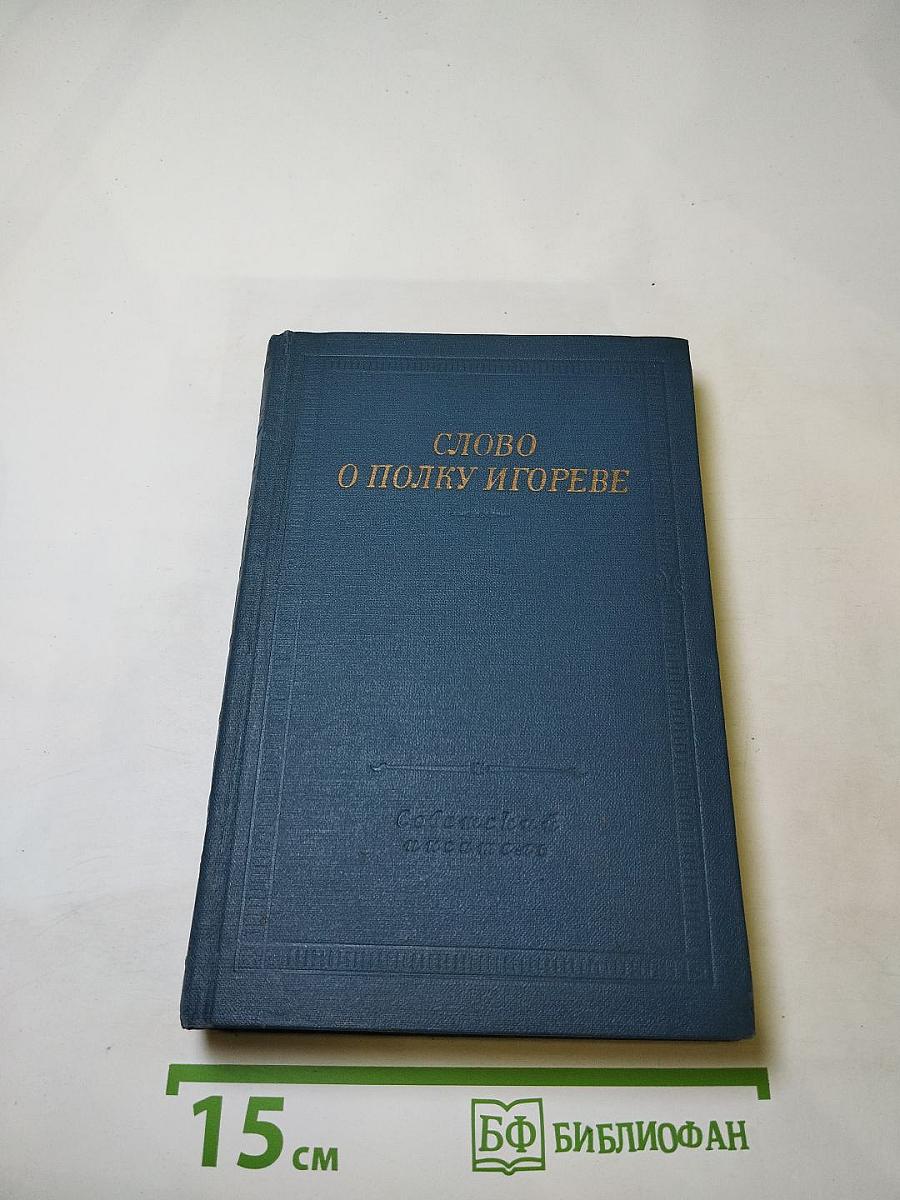 СЛОВО
О ПОЛКУ ИГОРЕВЕ
Советский
писатель
15 см
БФ БИБЛИОФАН